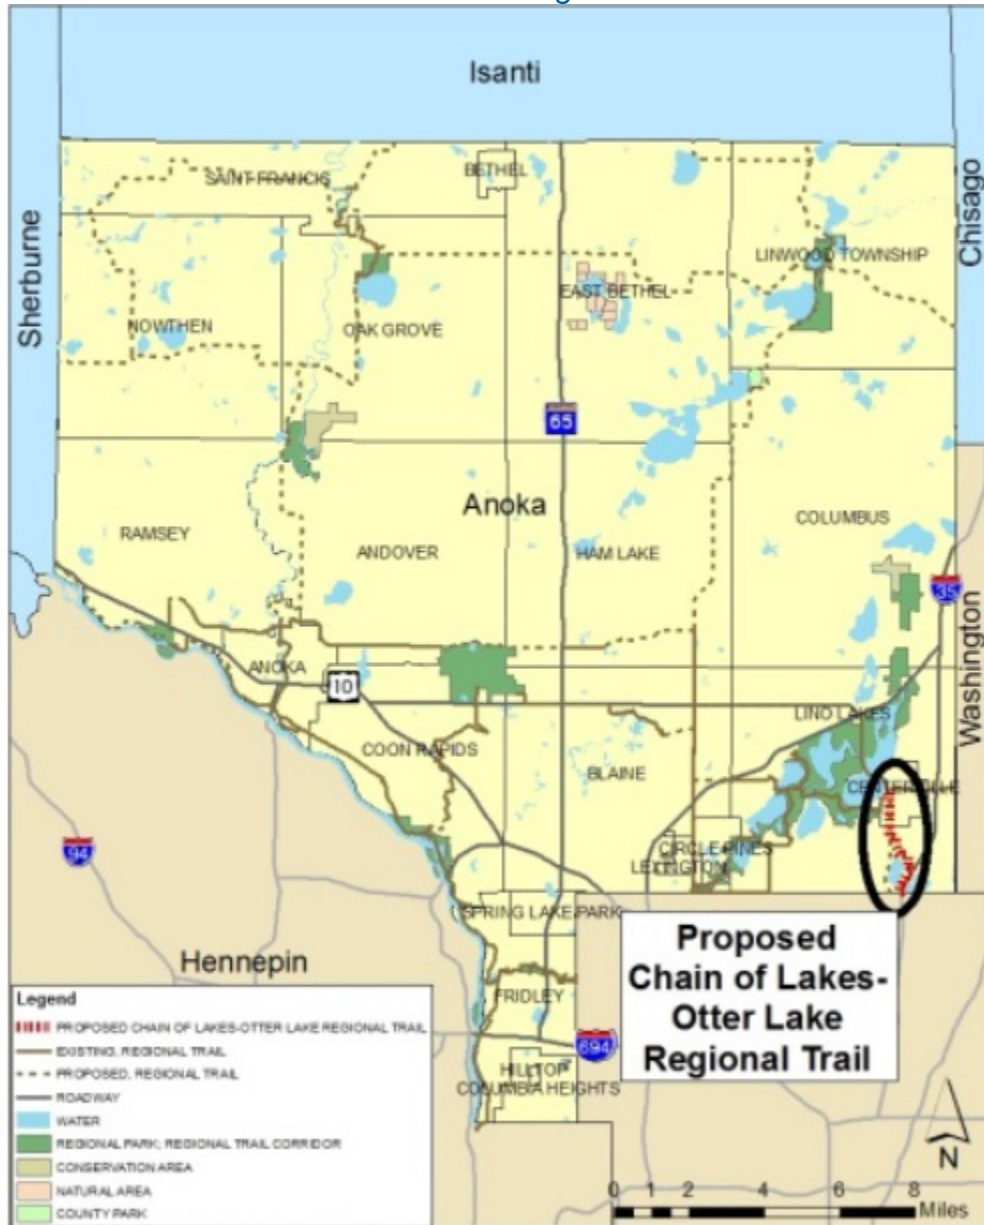 Isanti
SAINT FRANCIS
BETHEL
Sherburne
Chisago
LINWOOD TOWNSHIP
EAST BETHEL
NOWTHEN
OAK GROVE
65
Anoka
RAMSEY
ANDOVER
HAM LAKE
COLUMBUS
35
Washington
ANOKA
10
LINO LAKES
COON RAPIDS
BLAINE
CENTERVILLE
94
CIRCLE PINES
LEXINGTON
SPRING LAKE PARK
Hennepin
FRIDLEY
694
HILLTOP
COLUMBIA HEIGHTS
Proposed
Chain of Lakes-
Otter Lake
Regional Trail
Legend
PROPOSED CHAIN OF LAKES-OTTER LAKE REGIONAL TRAIL
EXISTING, REGIONAL TRAIL
PROPOSED, REGIONAL TRAIL
ROADWAY
WATER
REGIONAL PARK; REGIONAL TRAIL CORRIDOR
CONSERVATION AREA
NATURAL AREA
COUNTY PARK
N
0 1 2 4 6 8
Miles